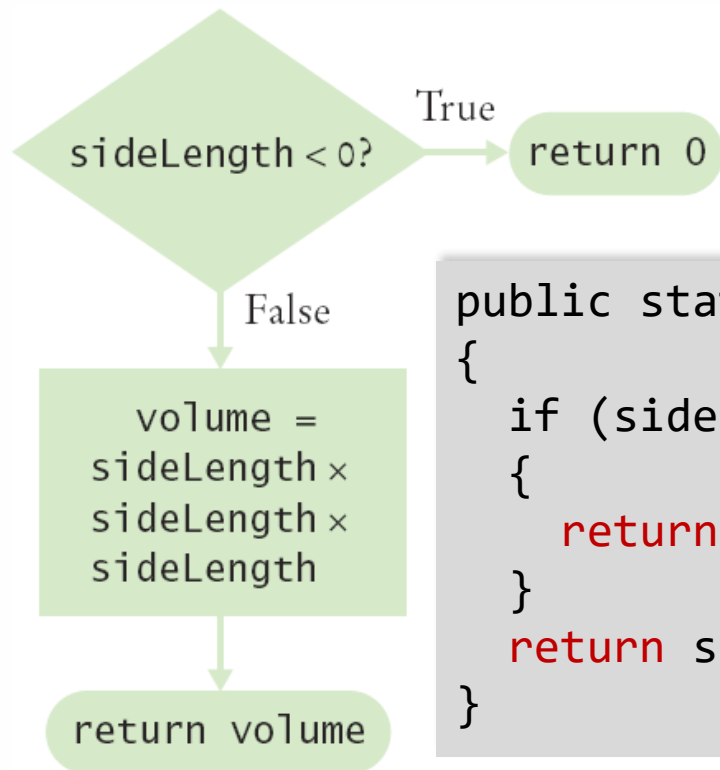 sideLength < 0?
True
return 0
False
volume =
sideLength ×
sideLength ×
sideLength
return volume
public sta
{
if (side
{
return
}
return s
}